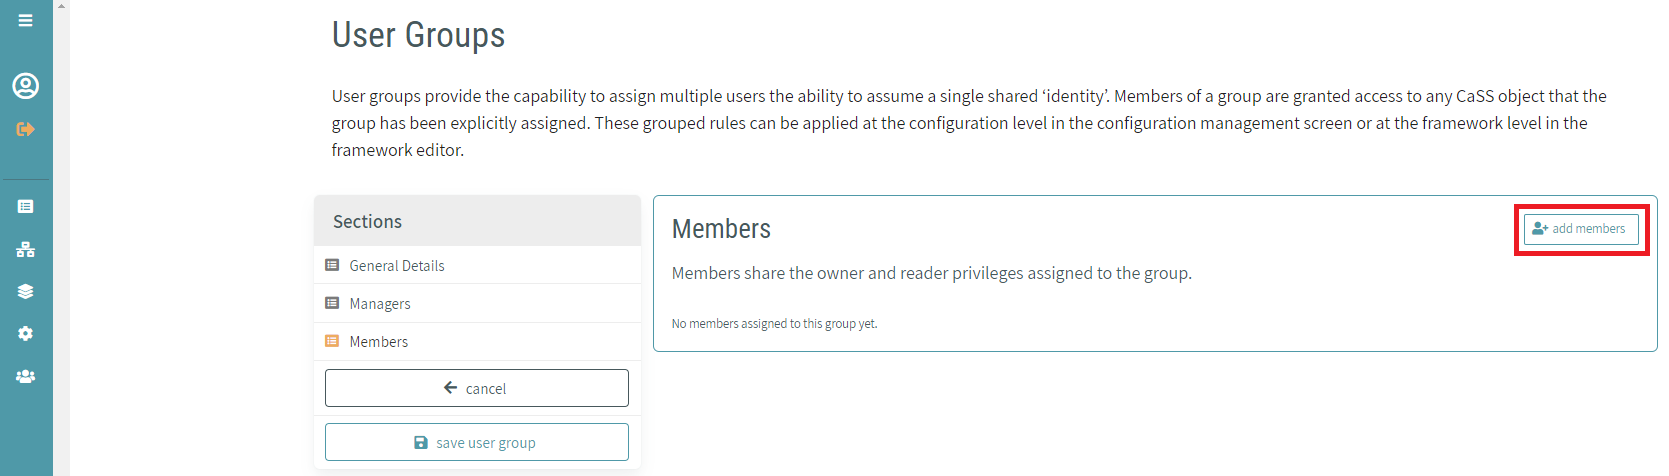 User Groups
User groups provide the capability to assign multiple users the ability to assume a single shared ‘identity’. Members of a group are granted access to any CaSS object that the
group has been explicitly assigned. These grouped rules can be applied at the configuration level in the configuration management screen or at the framework level in the
framework editor.
Sections
General Details
Managers
Members
cancel
save user group
Members
add members
Members share the owner and reader privileges assigned to the group.
No members assigned to this group yet.